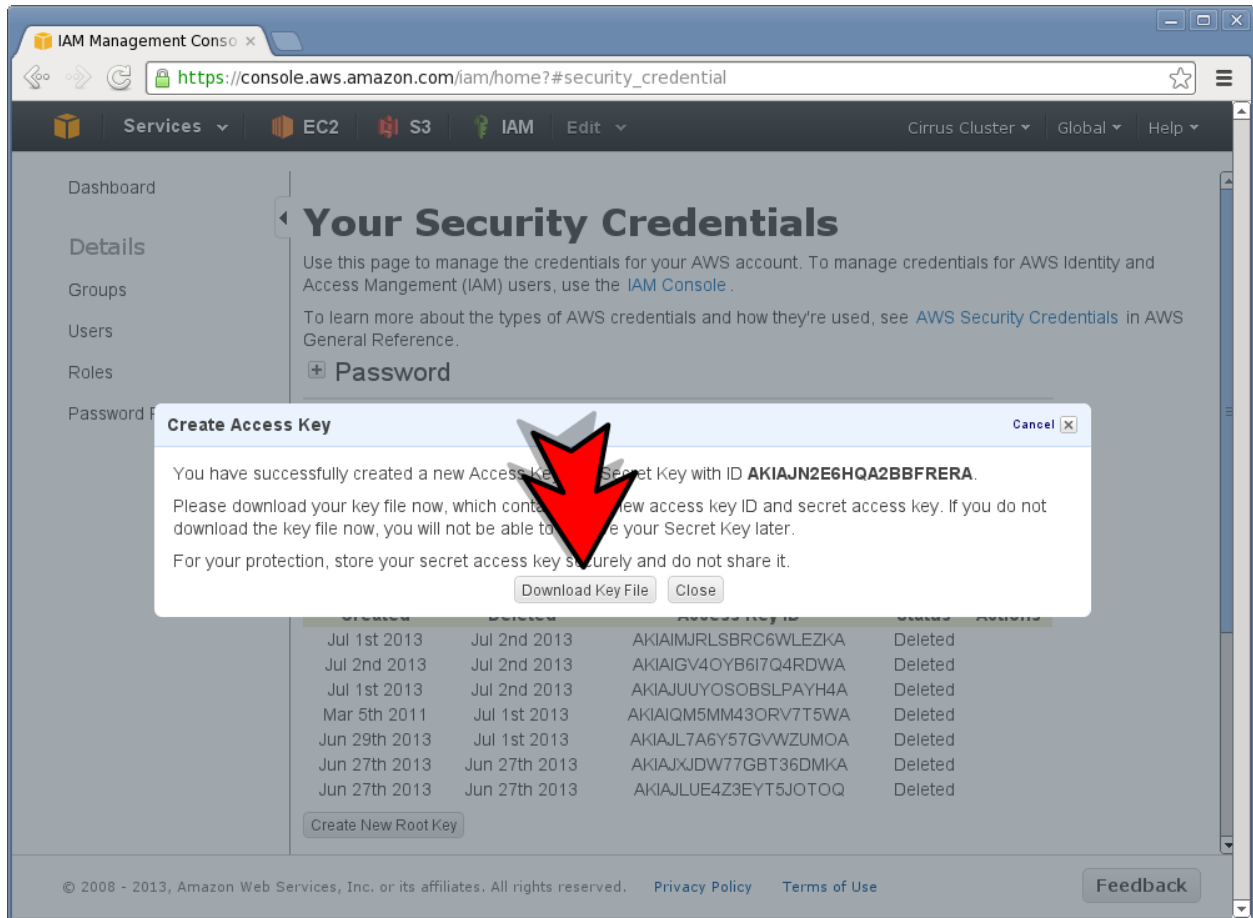 IAM Management Conso
https://console.aws.amazon.com/iam/home?#security_credential
Services EC2 S3 IAM Edit Cirrus Cluster Global Help
Dashboard
Details
Groups
Users
Roles
Password
Your Security Credentials
Use this page to manage the credentials for your AWS account. To manage credentials for AWS Identity and
Access Mangement (IAM) users, use the IAM Console .
To learn more about the types of AWS credentials and how they're used, see AWS Security Credentials in AWS
General Reference.
Password
Create Access Key
Cancel
You have successfully created a new Access Secret Key with ID AKIAJN2E6HQA2BBFRERA.
Please download your key file now, which new access key ID and secret access key. If you do not
download the key file now, you will not be able to your Secret Key later.
For your protection, store your secret access key securely and do not share it.
Download Key File Close
Created Deleted Access Key ID Status Actions
Jul 1st 2013 Jul 2nd 2013 AKIAIMJRLSBRC6WLEZKA Deleted
Jul 2nd 2013 Jul 2nd 2013 AKIAIGV4OYB6I7Q4RDWA Deleted
Jul 1st 2013 Jul 2nd 2013 AKIAJUUYOSOBSLPAYH4A Deleted
Mar 5th 2011 Jul 1st 2013 AKIAIQM5MM43ORV7T5WA Deleted
Jun 29th 2013 Jul 1st 2013 AKIAJL7A6Y57GVWZUMOA Deleted
Jun 27th 2013 Jun 27th 2013 AKIAJXJDW77GBT36DMKA Deleted
Jun 27th 2013 Jun 27th 2013 AKIAJLUE4Z3EYT5JOTOQ Deleted
Create New Root Key
© 2008 - 2013, Amazon Web Services, Inc. or its affiliates. All rights reserved. Privacy Policy Terms of Use
Feedback